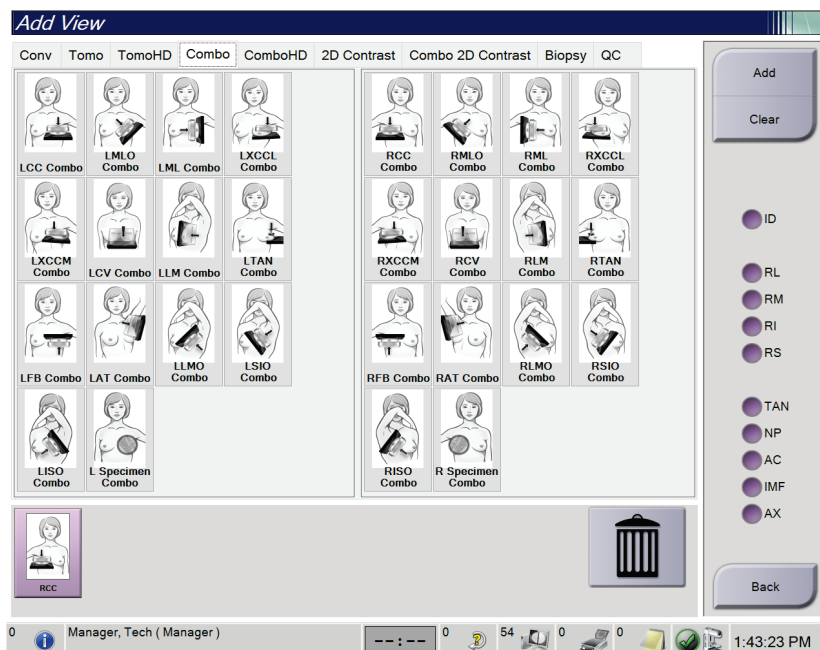 Add View
Conv Tomo TomoHD Combo ComboHD 2D Contrast Combo 2D Contrast Biopsy QC
LCC Combo
LMLO
Combo
LML Combo
LXCCL
Combo
RCC
Combo
RMLO
Combo
RML
Combo
RXCCL
Combo
LXCCM
Combo
LCV Combo
LLM Combo
LTAN
Combo
RXCCM
Combo
RCV
Combo
RLM
Combo
RTAN
Combo
LFB Combo
LAT Combo
LLMO
Combo
LSIO
Combo
RFB Combo
RAT Combo
RLMO
Combo
RSIO
Combo
LISO
Combo
L Specimen
Combo
RISO
Combo
R Specimen
Combo
Add
Clear
ID
RL
RM
RI
RS
TAN
NP
AC
IMF
AX
RCC
Back
0 Manager, Tech ( Manager ) --:-- 0 54 0 0 1:43:23 PM